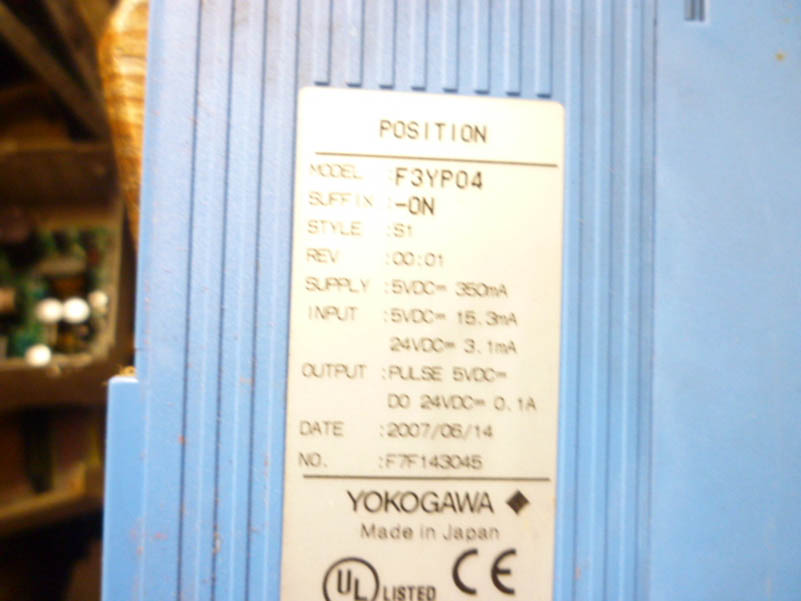 POSITION
MODEL :F3YP04
SUFFIX :-0N
STYLE :S1
REV :00:01
SUPPLY :5VDC= 350mA
INPUT :5VDC= 15.3mA
24VDC= 3.1mA
OUTPUT :PULSE 5VDC=
DO 24VDC= 0.1A
DATE :2007/06/14
NO. :F7F143045
YOKOGAWA
Made in Japan
UL LISTED CE